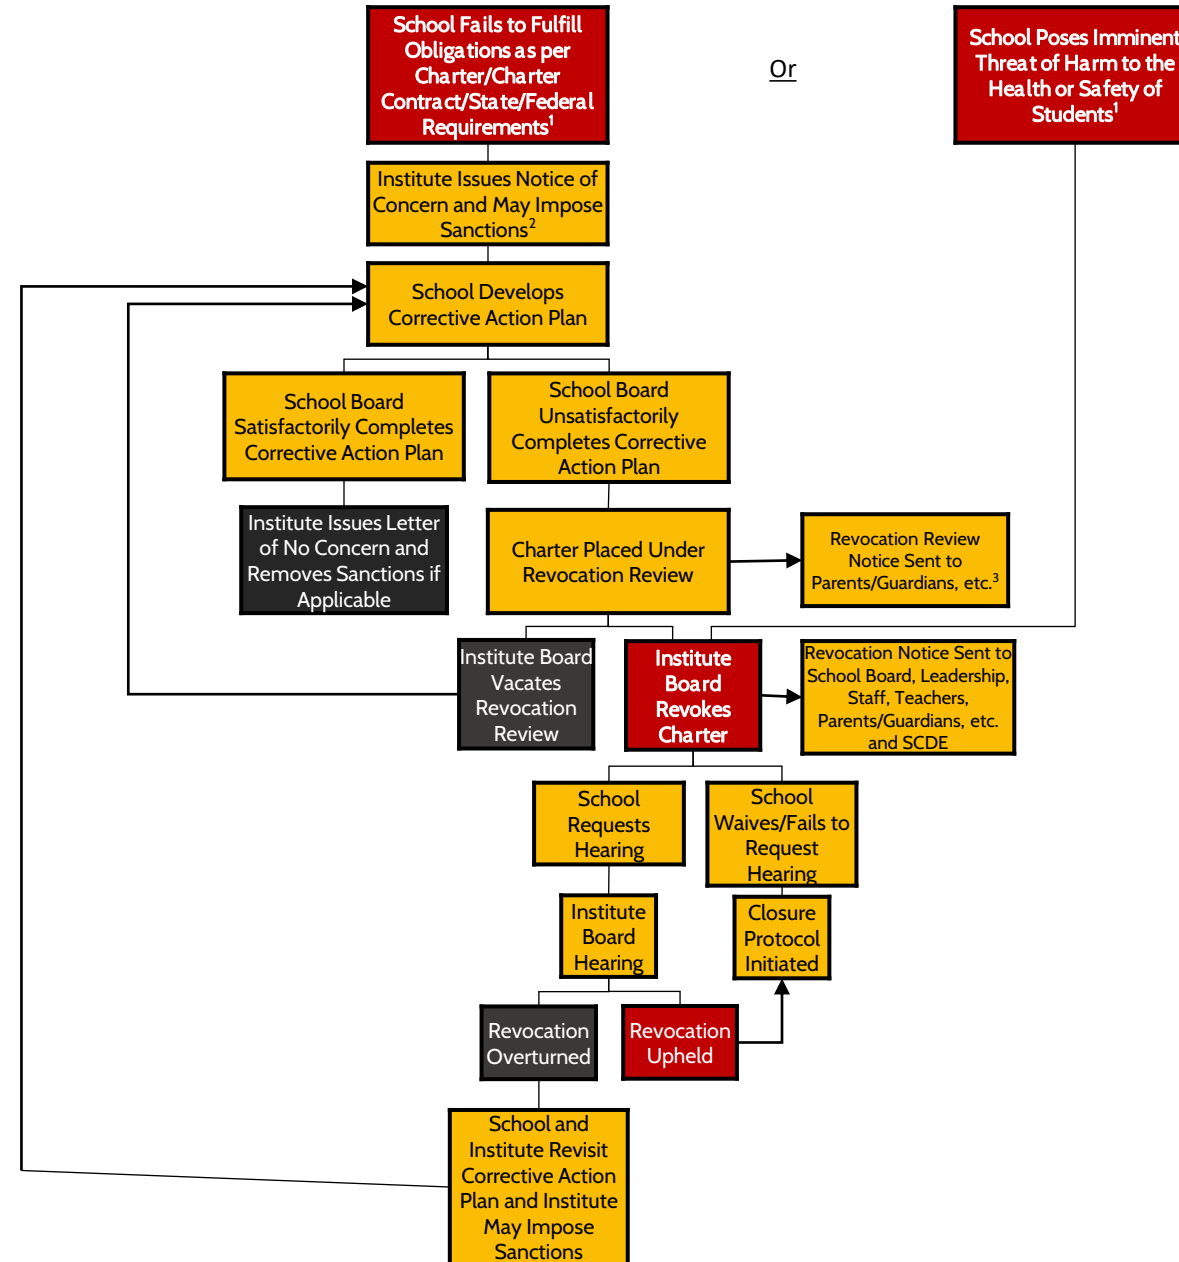 School Fails to Fulfill
Obligations as per
Charter/Charter
Contract/State/Federal
Requirements¹
Or
School Poses Imminent
Threat of Harm to the
Health or Safety of
Students¹
Institute Issues Notice of
Concern and May Impose
Sanctions²
School Develops
Corrective Action Plan
School Board
Satisfactorily Completes
Corrective Action Plan
School Board
Unsatisfactorily
Completes Corrective
Action Plan
Institute Issues Letter
of No Concern and
Removes Sanctions if
Applicable
Charter Placed Under
Revocation Review
Revocation Review
Notice Sent to
Parents/Guardians, etc.³
Institute Board
Vacates
Revocation
Review
Institute
Board
Revokes
Charter
Revocation Notice Sent to
School Board, Leadership,
Staff, Teachers,
Parents/Guardians, etc.
and SCDE
School
Requests
Hearing
School
Waives/Fails to
Request
Hearing
Institute
Board
Hearing
Closure
Protocol
Initiated
Revocation
Overturned
Revocation
Upheld
School and
Institute Revisit
Corrective Action
Plan and Institute
May Impose
Sanctions